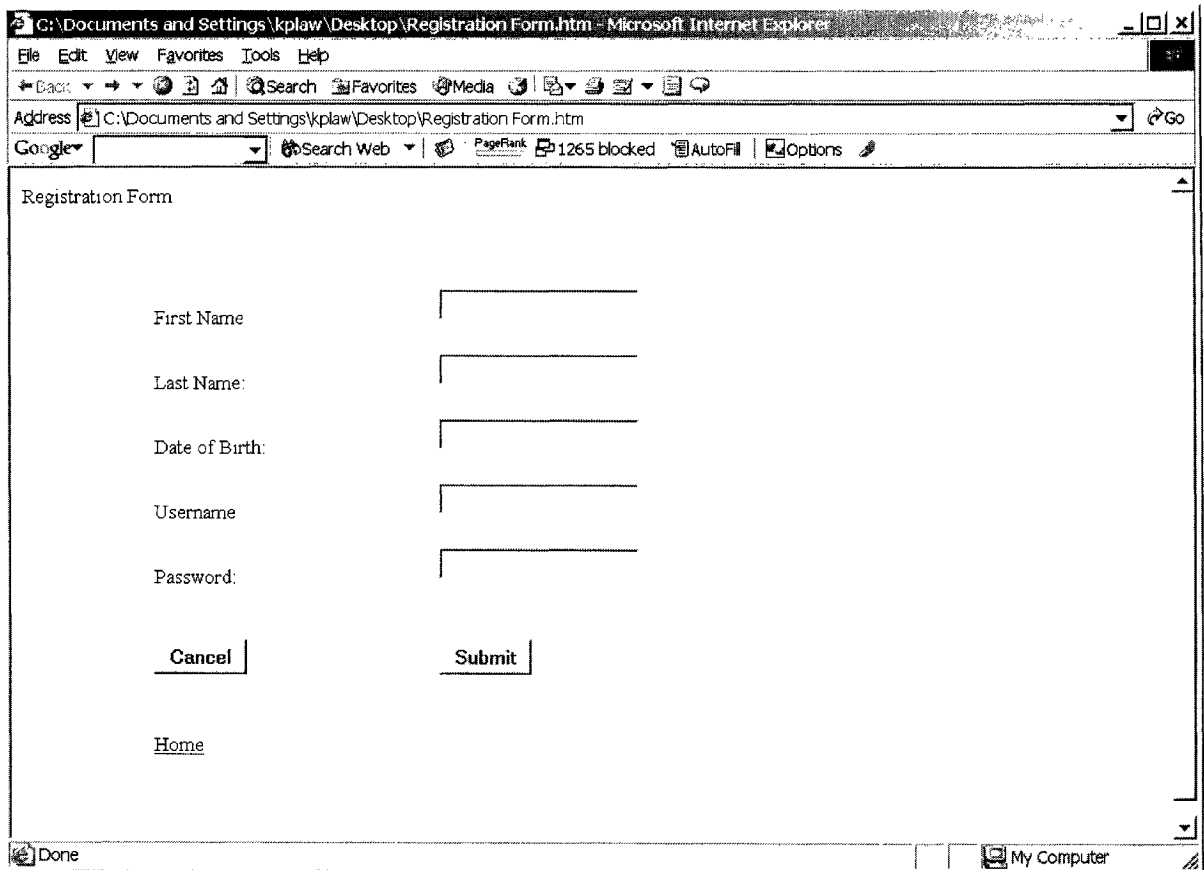 C:\Documents and Settings\kplaw\Desktop\Registration Form.htm - Microsoft Internet Explorer
File Edit View Favorites Tools Help
Back Search Favorites Media
Address C:\Documents and Settings\kplaw\Desktop\Registration Form.htm Go
Google Search Web PageRank 1265 blocked AutoFill Options
Registration Form
First Name
Last Name:
Date of Birth:
Username
Password:
Cancel Submit
Home
Done My Computer